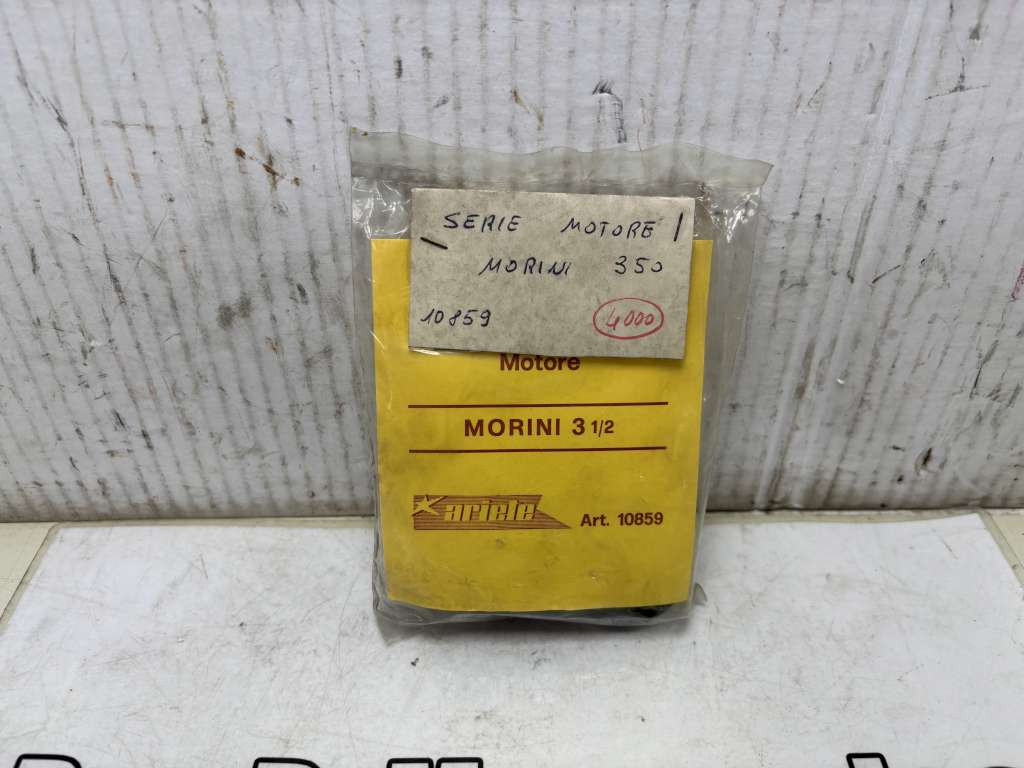 SERIE MOTORE
MORINI 350
10859 4000
Motore
MORINI 3 1/2
ariete
Art. 10859